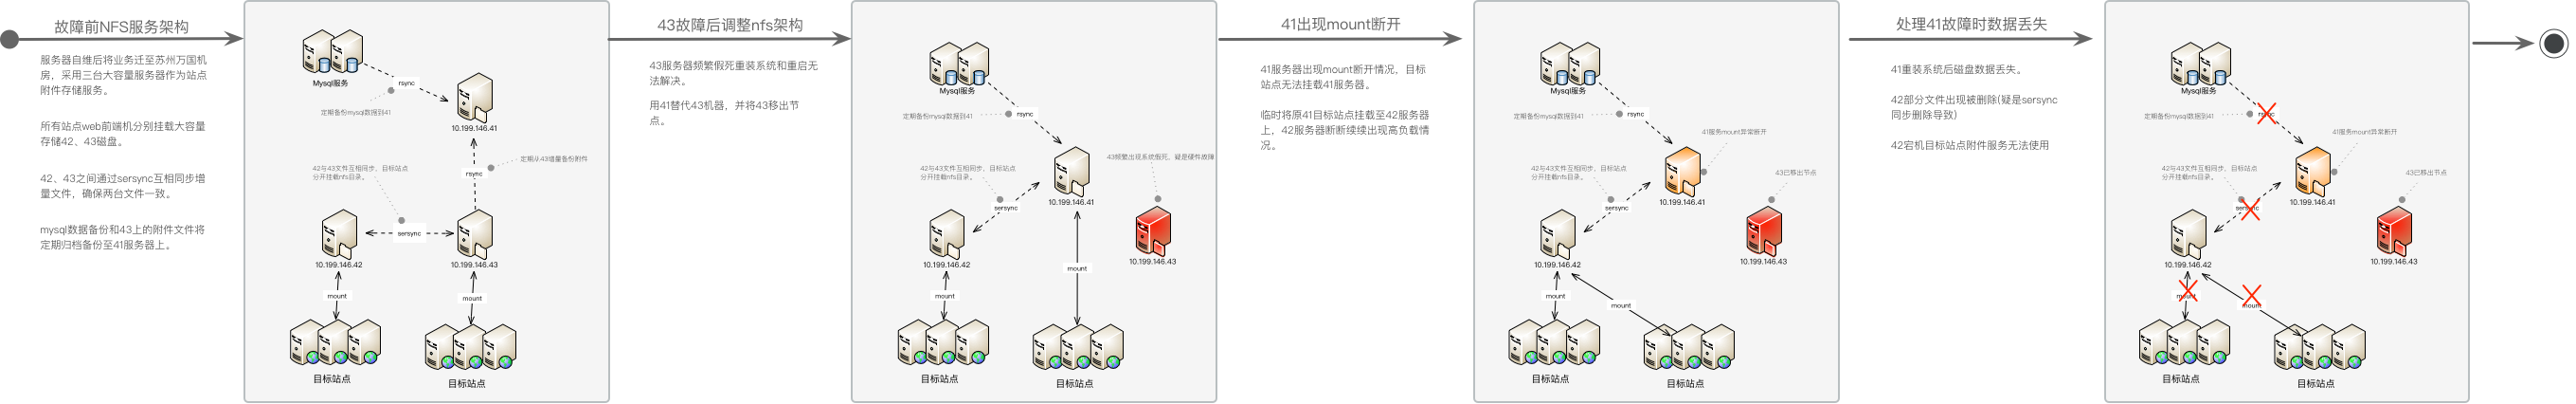 故障前NFS服务架构
服务器自维后将业务迁至苏州万国机
房，采用三台大容量服务器作为站点
附件存储服务。
所有站点web前端机分别挂载大容量
存储42、43磁盘。
42、43之间通过sersync互相同步增
量文件，确保两台文件一致。
mysql数据备份和43上的附件文件将
定期归档备份至41服务器上。
Mysql服务
rsync
定期备份mysql数据到41
10.199.146.41
定期从43增量备份附件
rsync
42与43文件互相同步，目标站点
分开挂载nfs目录。
sersync
10.199.146.42
10.199.146.43
mount
mount
目标站点
目标站点
43故障后调整nfs架构
43服务器频繁假死重装系统和重启无
法解决。
用41替代43机器，并将43移出节
点。
Mysql服务
rsync
定期备份mysql数据到41
43频繁出现系统假死，疑是硬件故障
42与43文件互相同步，目标站点
分开挂载nfs目录。
10.199.146.41
sersync
10.199.146.42
10.199.146.43
mount
mount
目标站点
目标站点
41出现mount断开
41服务器出现mount断开情况，目标
站点无法挂载41服务器。
临时将原41目标站点挂载至42服务器
上，42服务器断断续续出现高负载情
况。
Mysql服务
rsync
定期备份mysql数据到41
41服务mount异常断开
42与43文件互相同步，目标站点
分开挂载nfs目录。
43已移出节点
10.199.146.41
sersync
10.199.146.42
10.199.146.43
mount
mount
目标站点
目标站点
处理41故障时数据丢失
41重装系统后磁盘数据丢失。
42部分文件出现被删除(疑是sersync
同步删除导致)
42宕机目标站点附件服务无法使用
Mysql服务
rsync
定期备份mysql数据到41
41服务mount异常断开
42与43文件互相同步，目标站点
分开挂载nfs目录。
43已移出节点
10.199.146.41
sersync
10.199.146.42
10.199.146.43
mount
mount
目标站点
目标站点